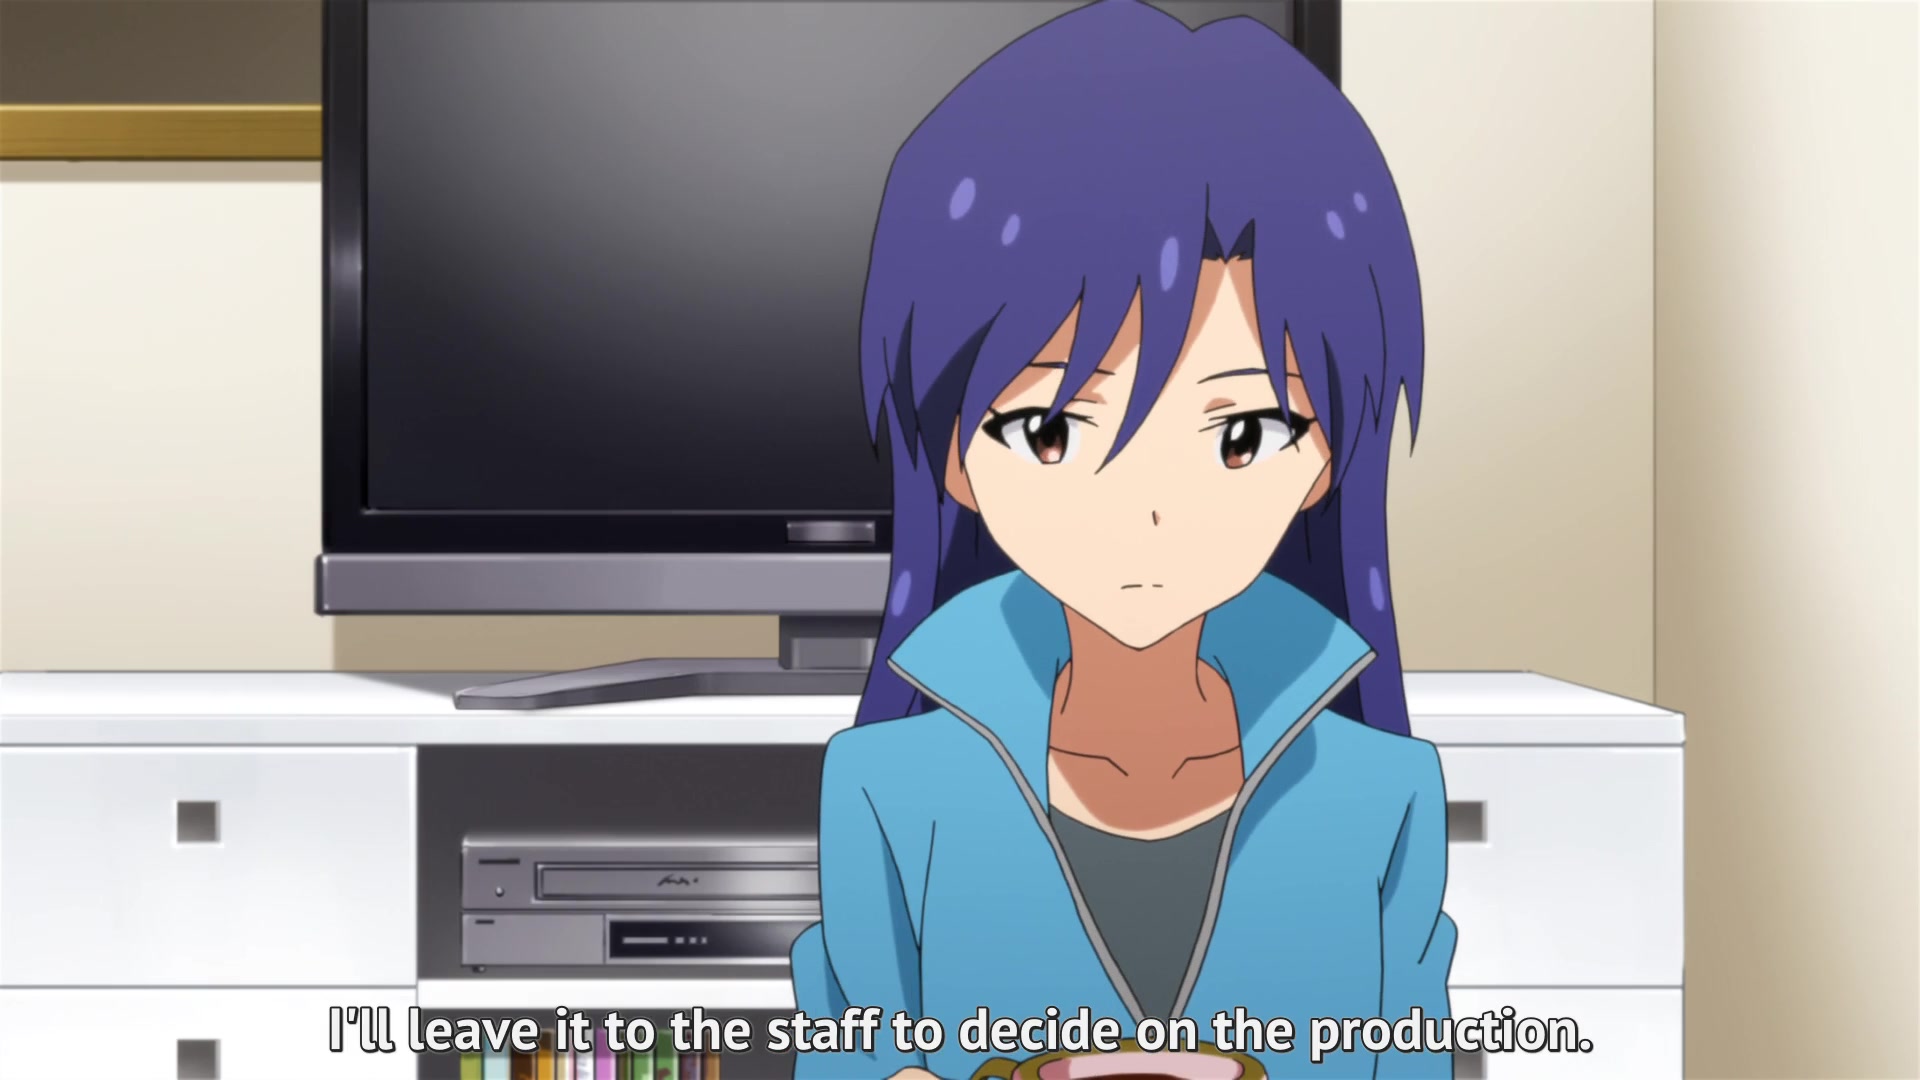 I'll leave it to the staff to decide on the production.